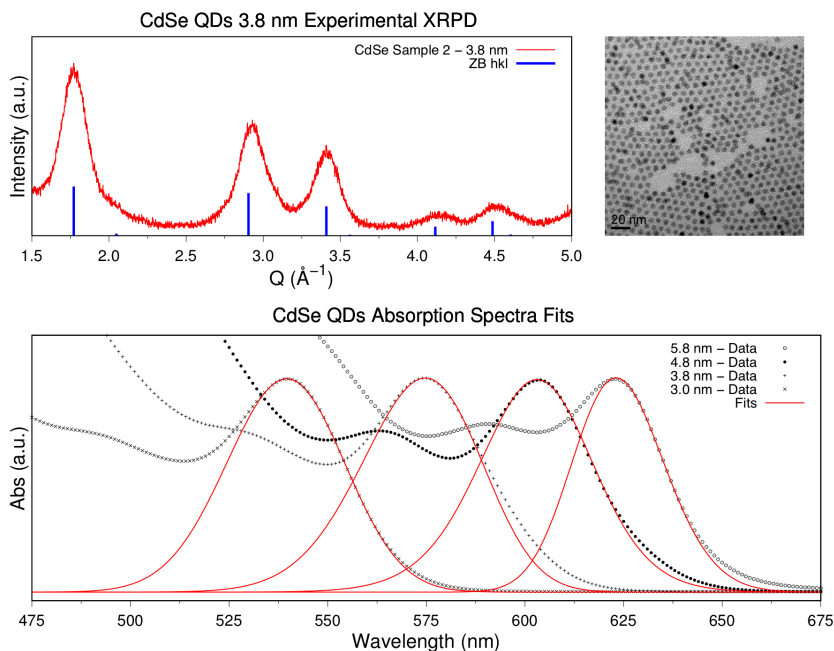 CdSe QDs 3.8 nm Experimental XRPD
Intensity (a.u.)
CdSe Sample 2 – 3.8 nm
ZB hkl
1.5 2.0 2.5 3.0 3.5 4.0 4.5 5.0
Q (Å⁻¹)
20 nm
CdSe QDs Absorption Spectra Fits
Abs (a.u.)
5.8 nm – Data
4.8 nm – Data
3.8 nm – Data
3.0 nm – Data
Fits
475 500 525 550 575 600 625 650 675
Wavelength (nm)